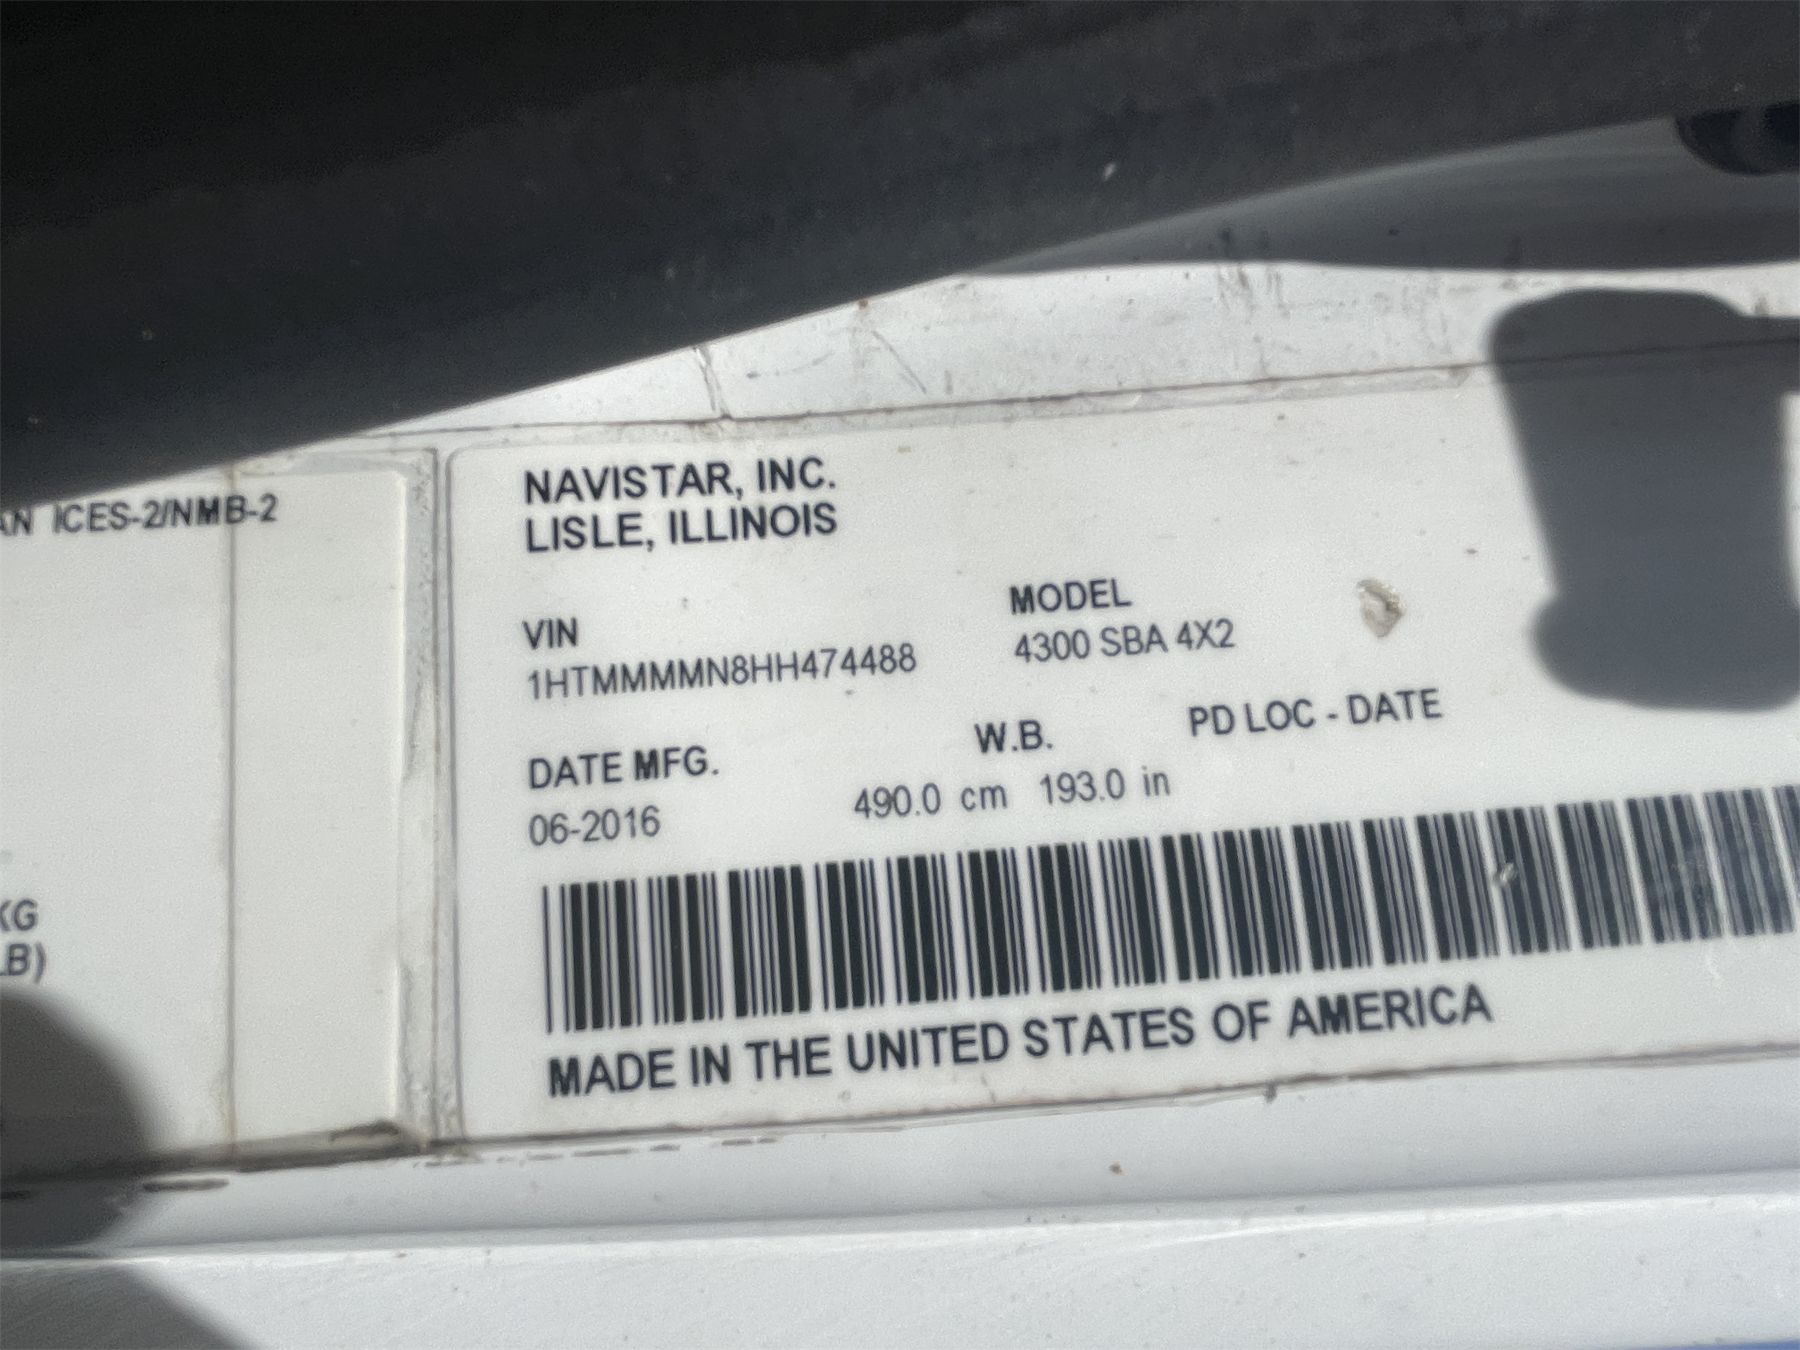 AN ICES-2/NMB-2
KG
LB)
NAVISTAR, INC.
LISLE, ILLINOIS
VIN
1HTMMMMN8HH474488
MODEL
4300 SBA 4X2
DATE MFG.
06-2016
W.B.
490.0 cm 193.0 in
PD LOC - DATE
MADE IN THE UNITED STATES OF AMERICA